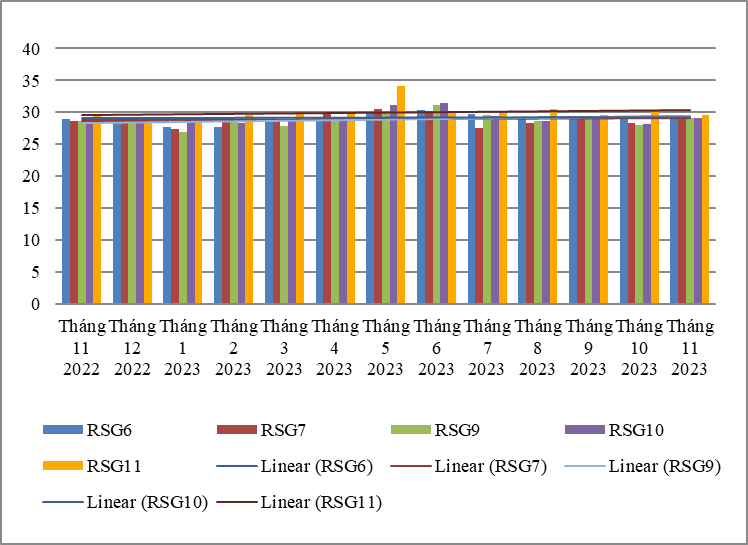 40
35
30
25
20
15
10
5
0
Tháng Tháng Tháng Tháng Tháng Tháng Tháng Tháng Tháng Tháng Tháng Tháng Tháng
11 12 1 2 3 4 5 6 7 8 9 10 11
2022 2022 2023 2023 2023 2023 2023 2023 2023 2023 2023 2023 2023
RSG6 RSG7 RSG9 RSG10
RSG11 Linear (RSG6) Linear (RSG7) Linear (RSG9)
Linear (RSG10) Linear (RSG11)